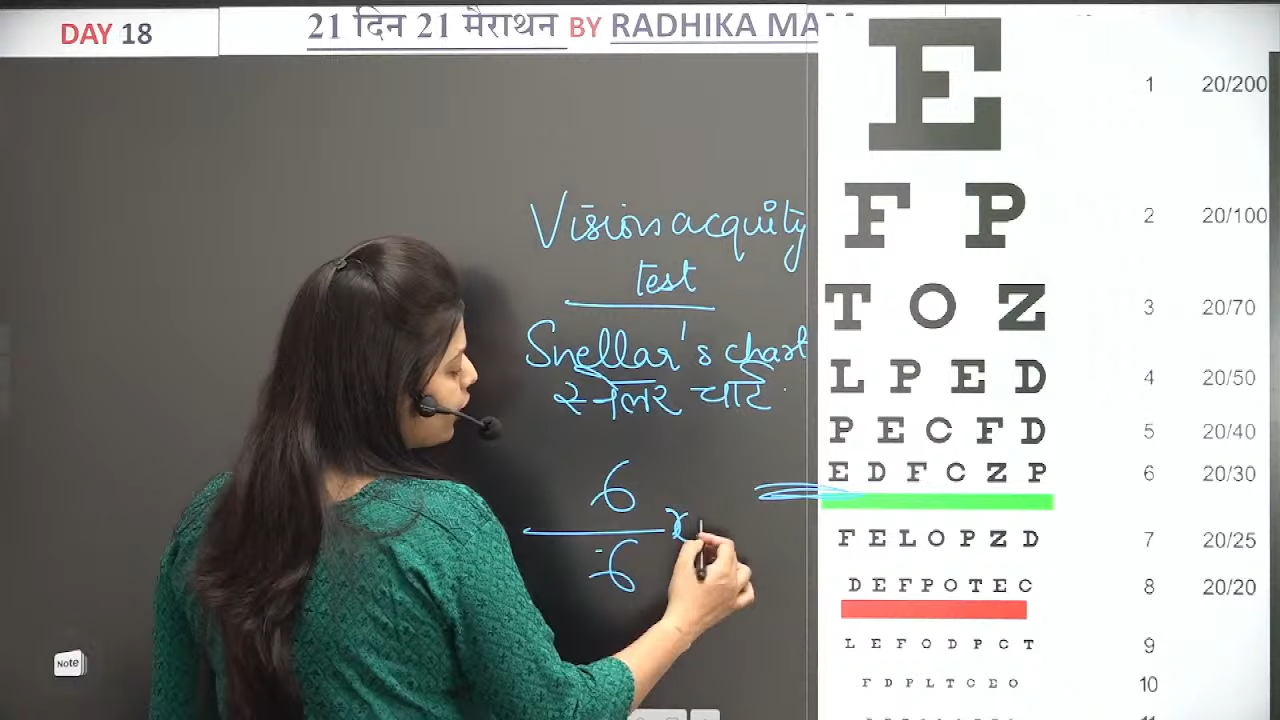 DAY 18
21 दिन 21 मैराथन BY RADHIKA MAM
Vision acquity
test
Snellar's chart
स्नेलर चार्ट
6
6
E 1 20/200
F P 2 20/100
T O Z 3 20/70
L P E D 4 20/50
P E C F D 5 20/40
E D F C Z P 6 20/30
F E L O P Z D 7 20/25
D E F P O T E C 8 20/20
L E F O D P C T 9
F D P L T C E O 10
11
Note